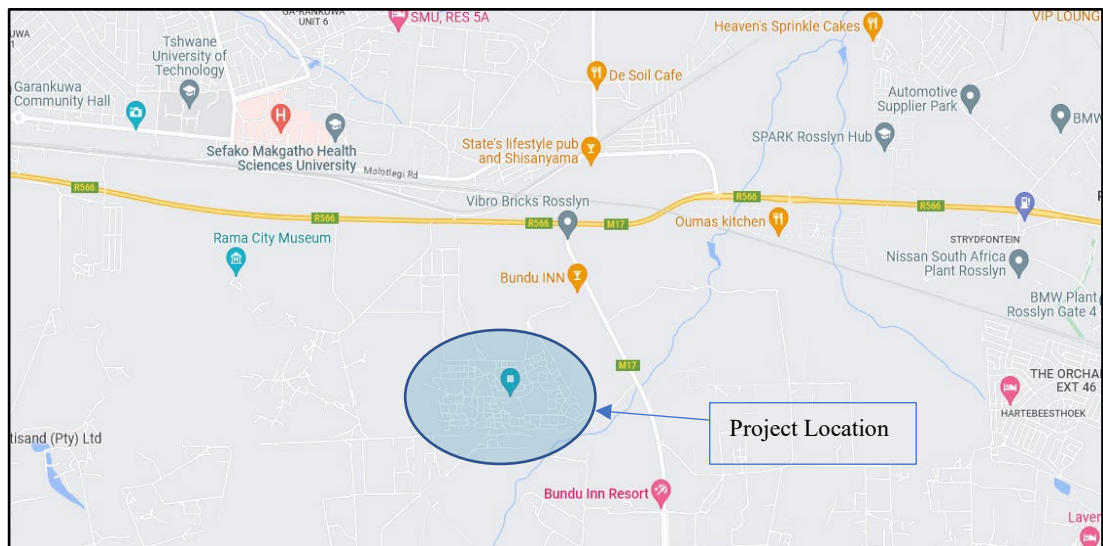 GA-RANKUWA
UNIT 6
SMU, RES 5A
Heaven's Sprinkle Cakes
VIP LOUNG
Tshwane
University of
Technology
Garankuwa
Community Hall
De Soil Cafe
Automotive
Supplier Park
BMW
SPARK Rosslyn Hub
H
Sefako Makgatho Health
Sciences University
State's lifestyle pub
and Shisanyama
Molotlegi Rd
R566
R566
Vibro Bricks Rosslyn
R566
M17
R566
R566
Oumas kitchen
Rama City Museum
STRYDFONTEIN
Nissan South Africa
Plant Rosslyn
Bundu INN
BMW Plant
Rosslyn Gate 4
M17
THE ORCHA
EXT 46
HARTEBEESTHOEK
Project Location
tisand (Pty) Ltd
Bundu Inn Resort
Laver